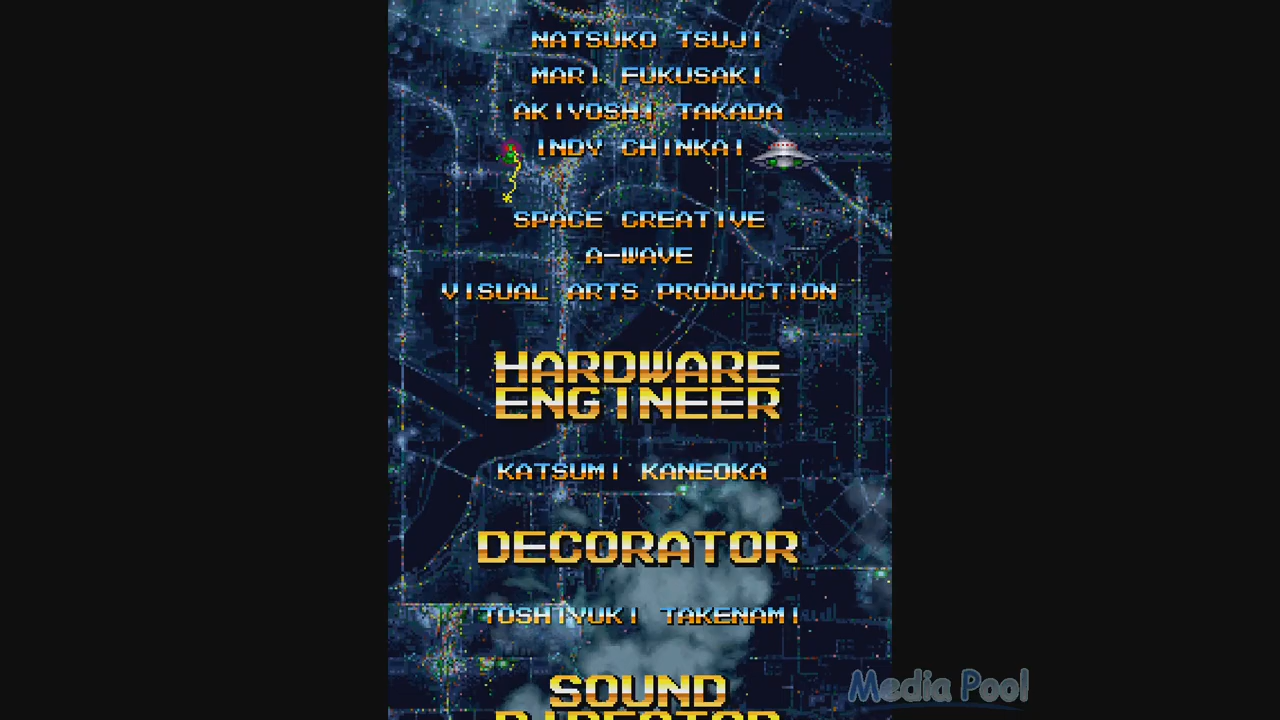 NATSUKO TSUJI
MARI FUKUSAKI
AKIYOSHI TAKADA
INDY CHINKAI
SPACE CREATIVE
A-WAVE
VISUAL ARTS PRODUCTION
HARDWARE
ENGINEER
KATSUMI KANEOKA
DECORATOR
TOSHIYUKI TAKENAMI
SOUND
DIRECTOR
Media Pool